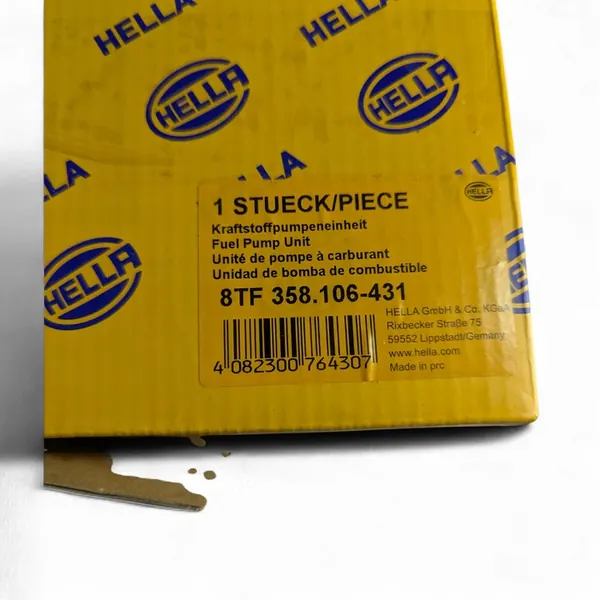 HELLA
HELLA
HELLA
HELLA
HELLA
LLA
LA
HELLA
1 STUECK/PIECE
Kraftstoffpumpeneinheit
Fuel Pump Unit
Unité de pompe à carburant
Unidad de bomba de combustible
8TF 358.106-431
HELLA GmbH & Co. KGaA
Rixbecker Straße 75
59552 Lippstadt/Germany
www.hella.com
Made in prc
4 082300 764307